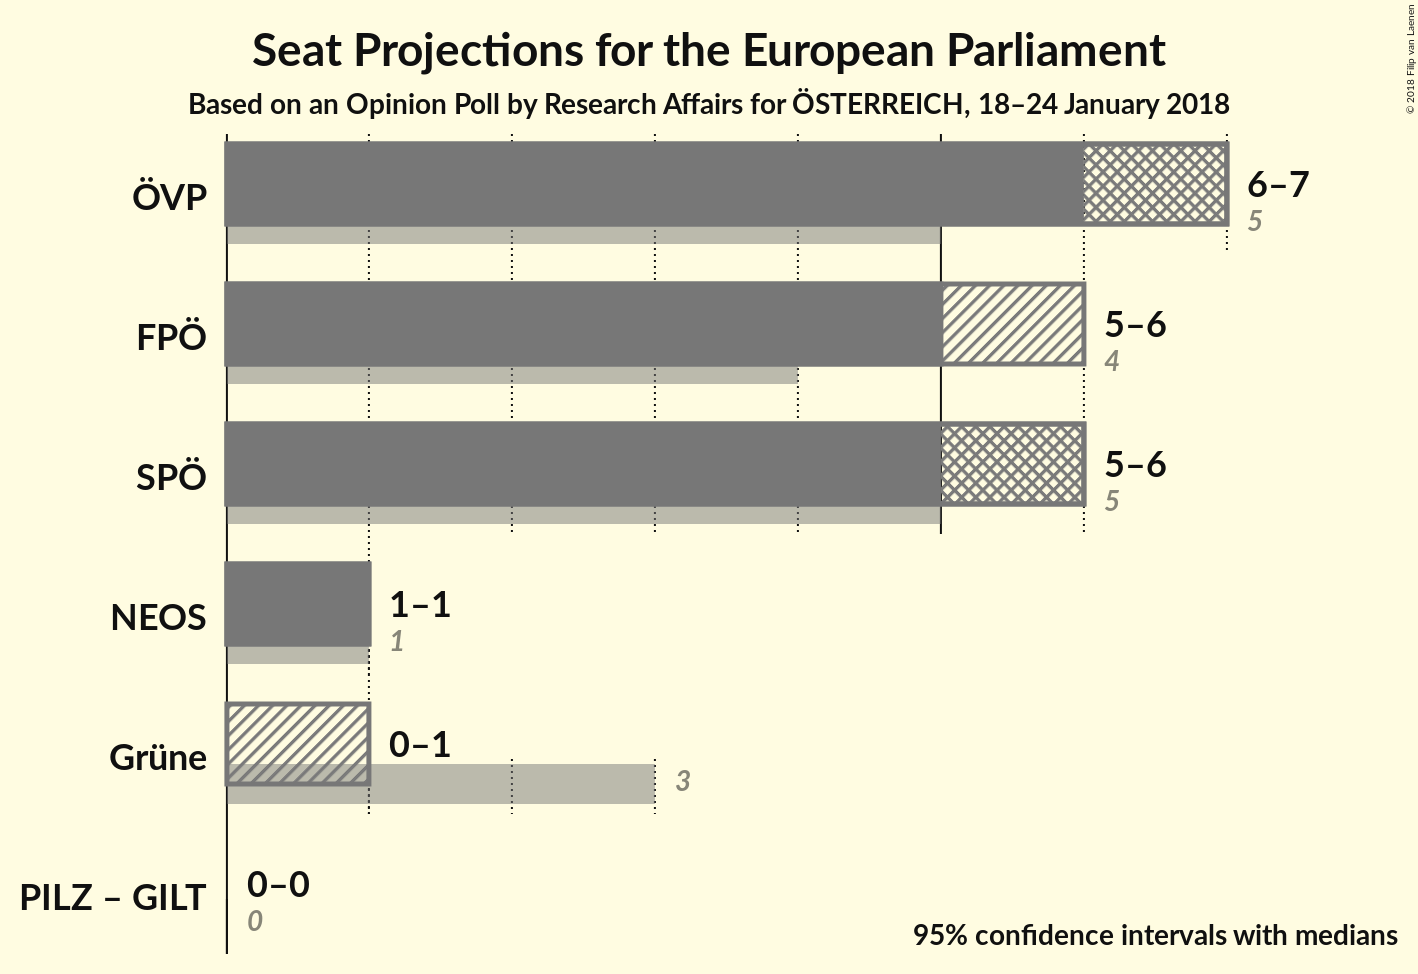 Seat Projections for the European Parliament
Based on an Opinion Poll by Research Affairs for ÖSTERREICH, 18–24 January 2018
© 2018 Filip van Laenen
ÖVP
6–7
5
FPÖ
5–6
4
SPÖ
5–6
5
NEOS
1–1
1
Grüne
0–1
3
PILZ – GILT
0–0
0
95% confidence intervals with medians